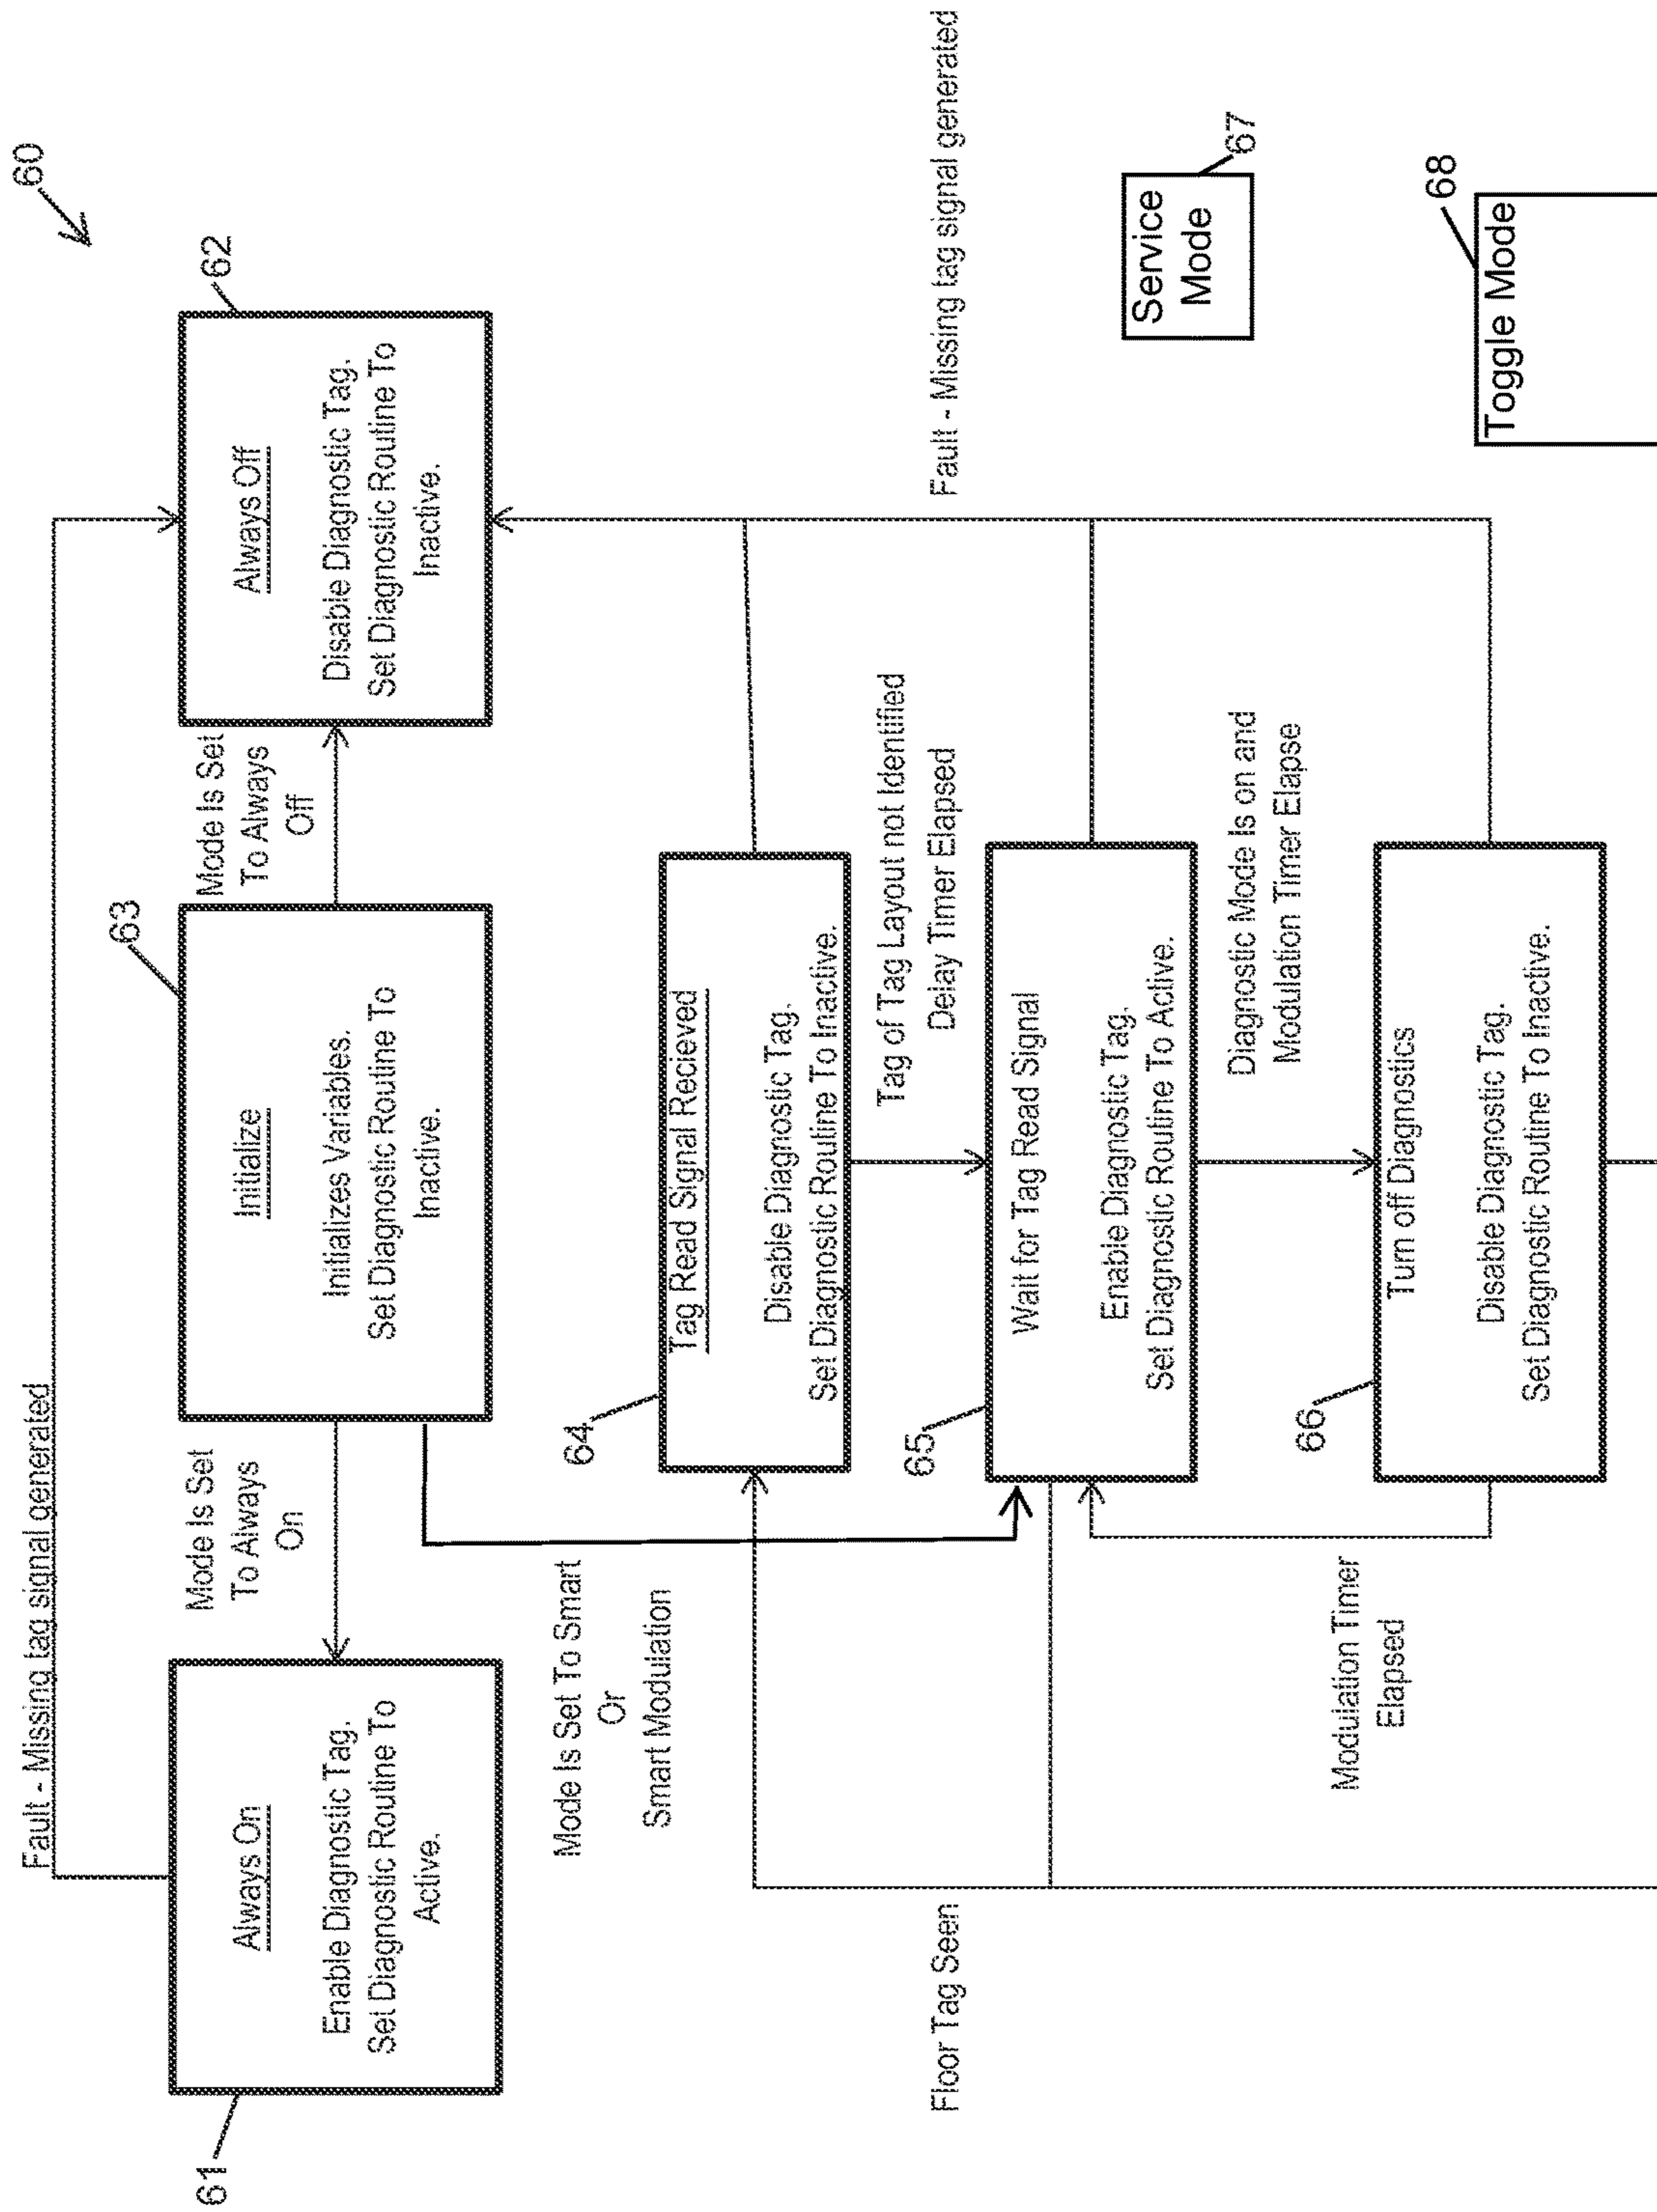 60
Fault - Missing tag signal generated
61
Always On
Enable Diagnostic Tag.
Set Diagnostic Routine To
Active.
Mode Is Set
To Always
On
63
Initialize
Initializes Variables.
Set Diagnostic Routine To
Inactive.
Mode Is Set
To Always
Off
62
Always Off
Disable Diagnostic Tag.
Set Diagnostic Routine To
Inactive.
Mode Is Set To Smart
Or
Smart Modulation
64
Tag Read Signal Recieved
Disable Diagnostic Tag.
Set Diagnostic Routine To Inactive.
Tag of Tag Layout not Identified
Delay Timer Elapsed
Floor Tag Seen
65
Wait for Tag Read Signal
Enable Diagnostic Tag.
Set Diagnostic Routine To Active.
Fault - Missing tag signal generated
Diagnostic Mode Is on and
Modulation Timer Elapse
Service
Mode
67
Modulation Timer
Elapsed
66
Turn off Diagnostics
Disable Diagnostic Tag.
Set Diagnostic Routine To Inactive.
68
Toggle Mode